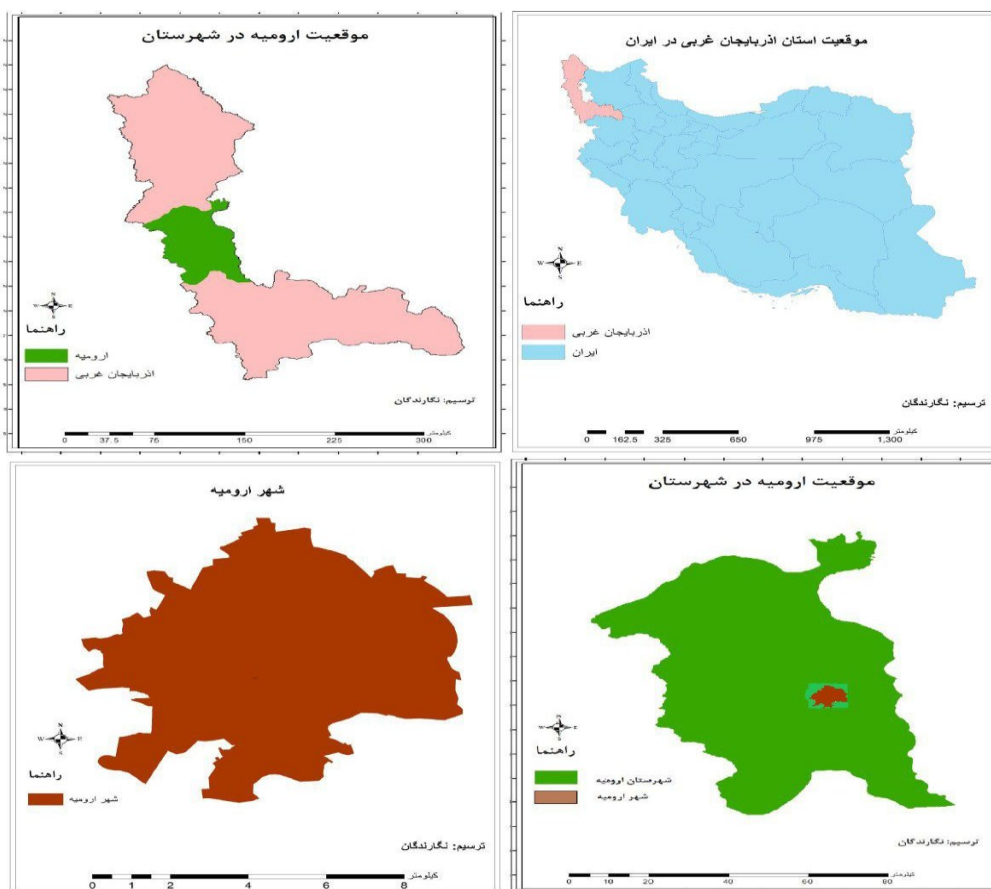 موقعیت استان اذربایجان غربی در ایران
N
W E
S
راهنما
اذربایجان غربی
ایران
ترسیم: نگارندگان
کیلومتر
0 162.5 325 650 975 1,300
موقعیت ارومیه در شهرستان
N
W E
S
راهنما
ارومیه
اذربایجان غربی
ترسیم: نگارندگان
کیلومتر
0 37.5 75 150 225 300
موقعیت ارومیه در شهرستان
N
W E
S
راهنما
شهرستان ارومیه
شهر ارومیه
ترسیم: نگارندگان
کیلومتر
0 10 20 40 60 80
شهر ارومیه
N
W E
S
راهنما
شهر ارومیه
ترسیم: نگارندگان
کیلومتر
0 1 2 4 6 8